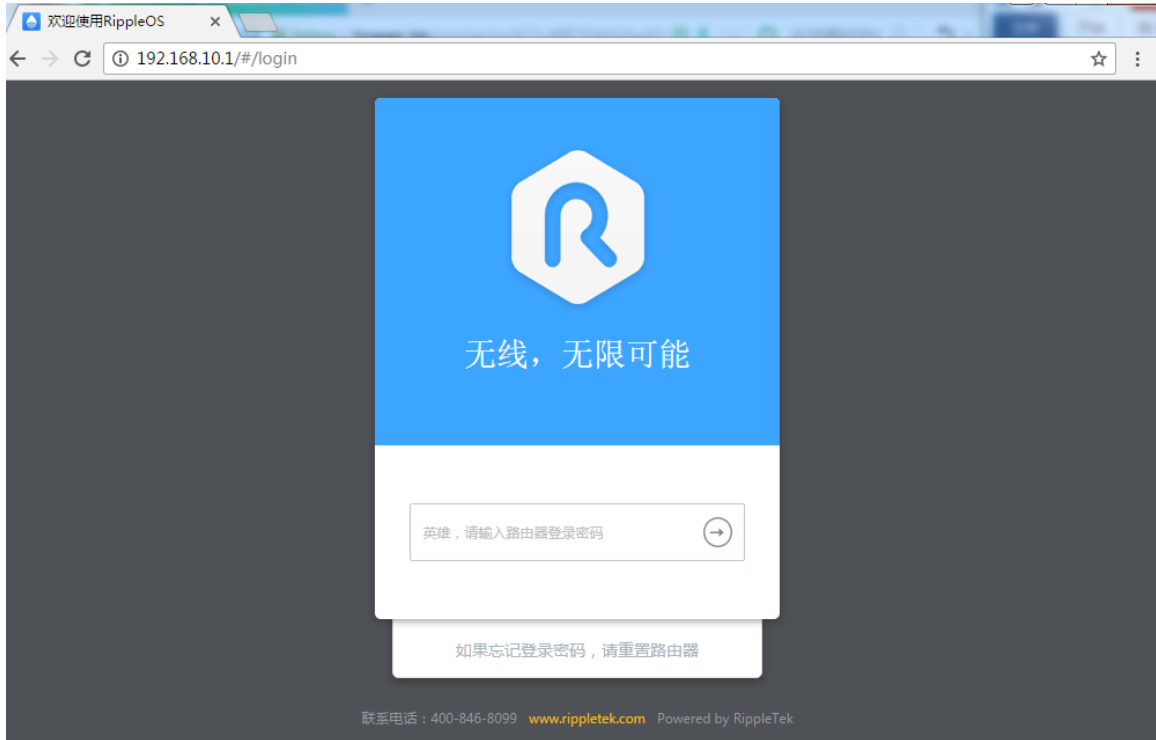 欢迎使用RippleOS
192.168.10.1/#/login
R
无线，无限可能
英雄，请输入路由器登录密码
如果忘记登录密码，请重置路由器
联系电话：400-846-8099 www.rippletek.com Powered by RippleTek